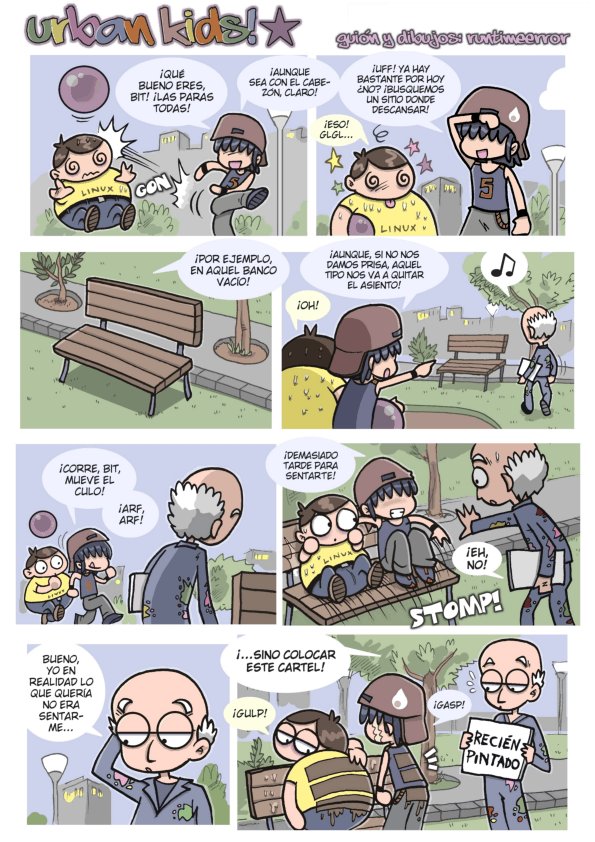 urban kids!
guión y dibujos: runtimeerror
¡QUÉ
BUENO ERES,
BIT! ¡LAS PARAS
TODAS!
¡AUNQUE
SEA CON EL CABE-
ZÓN, CLARO!
LINUX
GON
5
¡ESO!
GLGL...
¡UFF! YA HAY
BASTANTE POR HOY
¿NO? ¡BUSQUEMOS
UN SITIO DONDE
DESCANSAR!
LINUX
5
¡POR EJEMPLO,
EN AQUEL BANCO
VACÍO!
¡OH!
¡AUNQUE, SI NO NOS
DAMOS PRISA, AQUEL
TIPO NOS VA A QUITAR
EL ASIENTO!
¡CORRE, BIT,
MUEVE EL
CULO!
¡ARF,
ARF!
¡DEMASIADO
TARDE PARA
SENTARTE!
LINUX
¡EH,
NO!
STOMP!
BUENO,
YO EN
REALIDAD LO
QUE QUERÍA
NO ERA
SENTAR-
ME...
¡...SINO COLOCAR
ESTE CARTEL!
¡GULP!
¡GASP!
RECIÉN
PINTADO